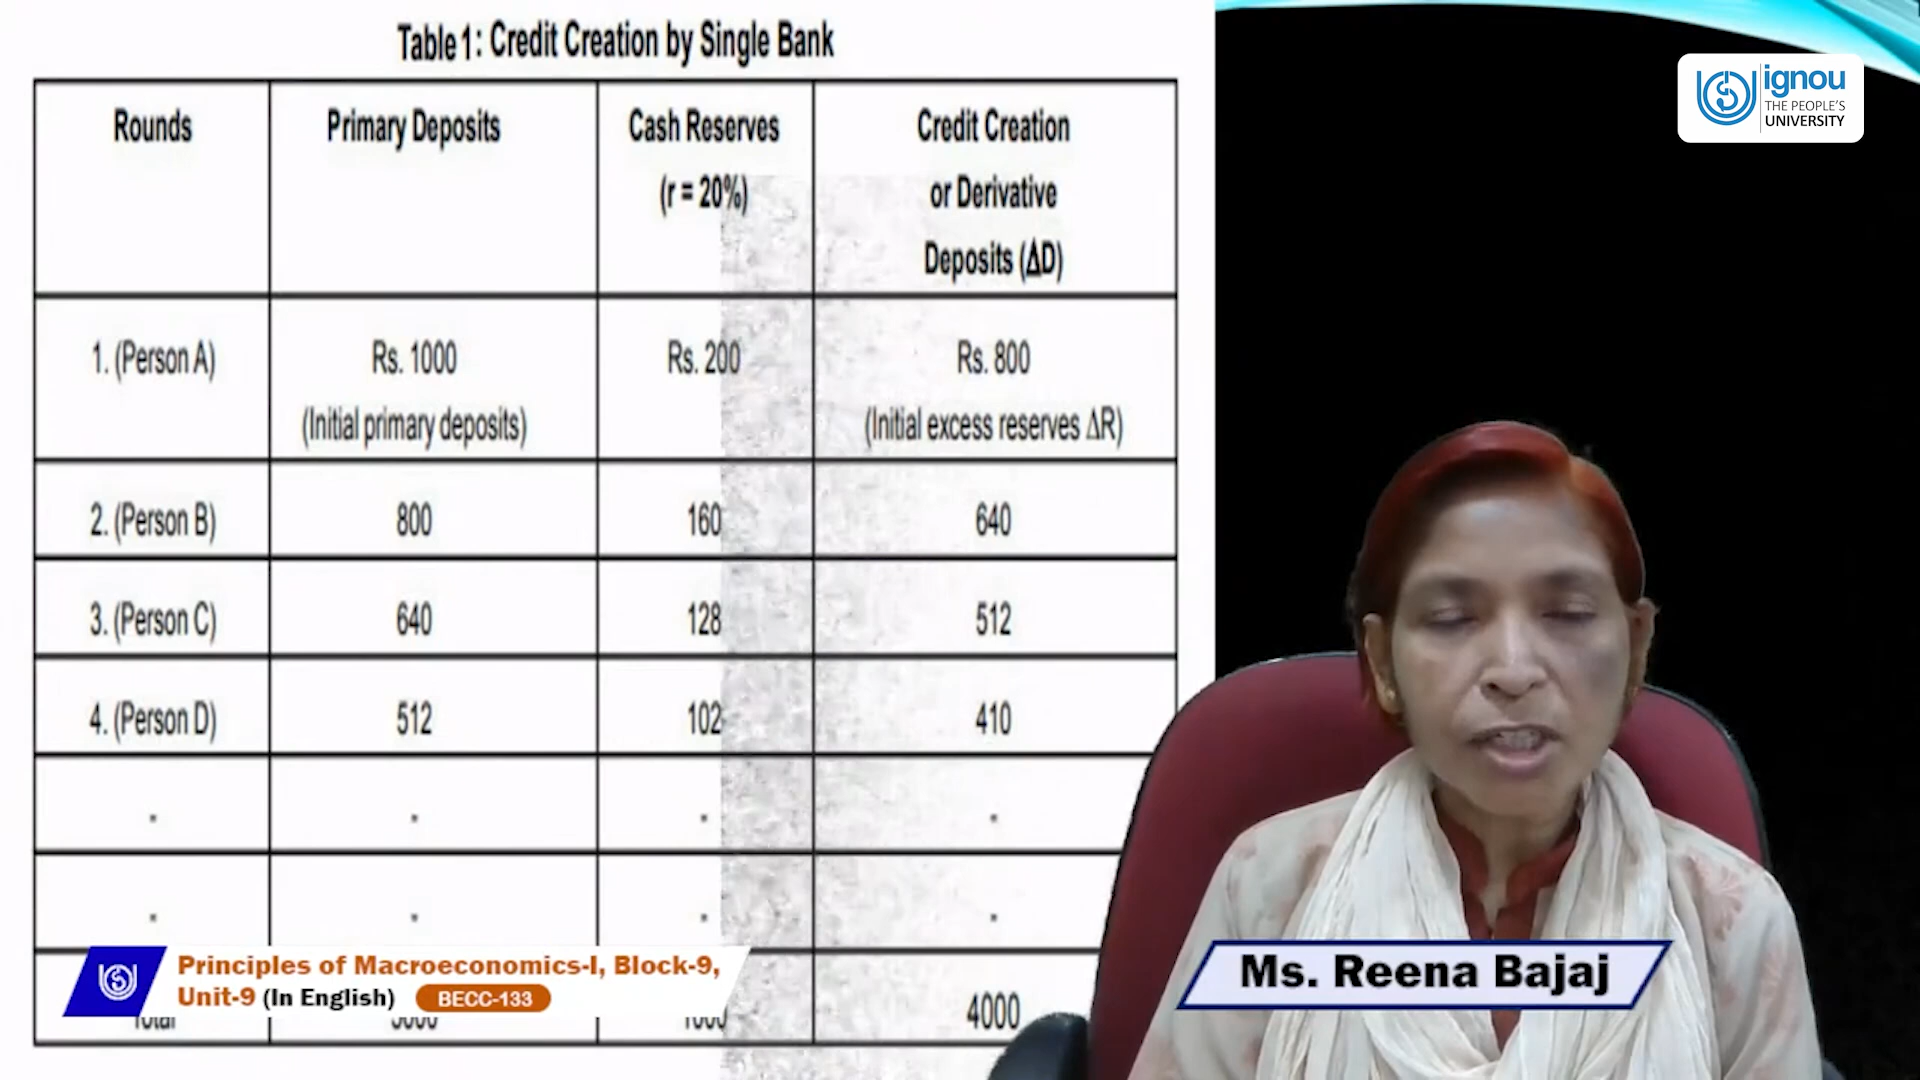 Table 1: Credit Creation by Single Bank
Rounds
Primary Deposits
Cash Reserves
(r = 20%)
Credit Creation
or Derivative
Deposits (ΔD)
1. (Person A)
Rs. 1000
(Initial primary deposits)
Rs. 200
Rs. 800
(Initial excess reserves ΔR)
2. (Person B)
800
160
640
3. (Person C)
640
128
512
4. (Person D)
512
102
410
4000
ignou
THE PEOPLE'S
UNIVERSITY
Principles of Macroeconomics-I, Block-9,
Unit-9 (In English) BECC-133
Ms. Reena Bajaj